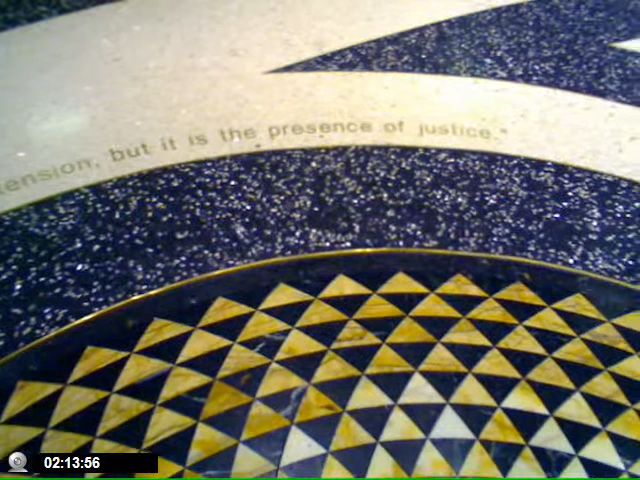 tension, but it is the presence of justice."
02:13:56